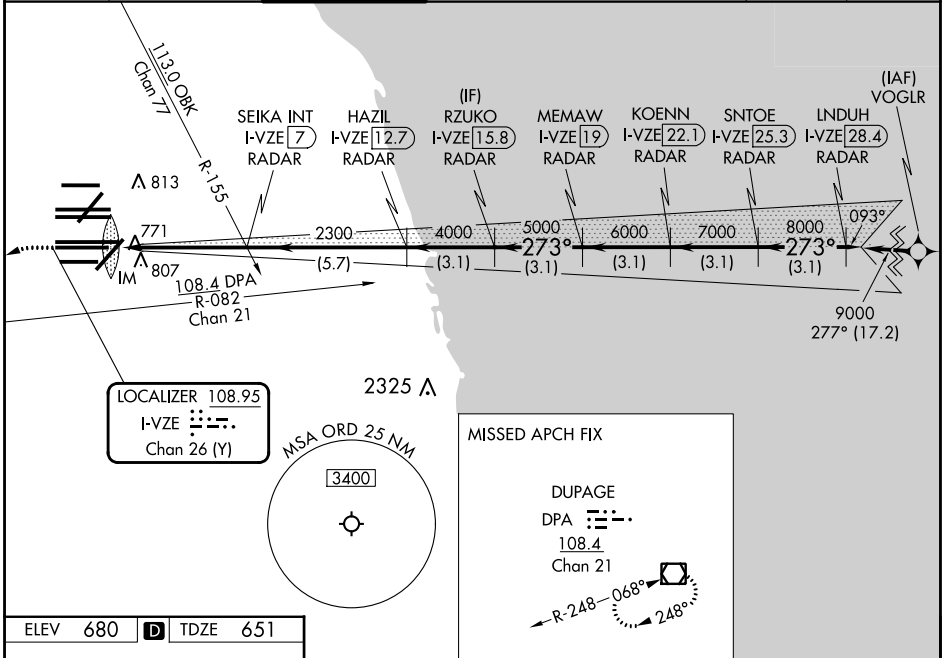 113.0 OBK
Chan 77
R-155
SEIKA INT
I-VZE 7
RADAR
HAZIL
I-VZE 12.7
RADAR
(IF)
RZUKO
I-VZE 15.8
RADAR
MEMAW
I-VZE 19
RADAR
KOENN
I-VZE 22.1
RADAR
SNTOE
I-VZE 25.3
RADAR
LNDUH
I-VZE 28.4
RADAR
(IAF)
VOGLR
813
771
807
IM
2300
4000
5000
6000
7000
8000
093°
273°
273°
(5.7)
(3.1)
(3.1)
(3.1)
(3.1)
(3.1)
9000
277° (17.2)
108.4 DPA
R-082
Chan 21
LOCALIZER 108.95
I-VZE
Chan 26 (Y)
2325
MSA ORD 25 NM
3400
MISSED APCH FIX
DUPAGE
DPA
108.4
Chan 21
R-248
068°
248°
ELEV 680 D TDZE 651